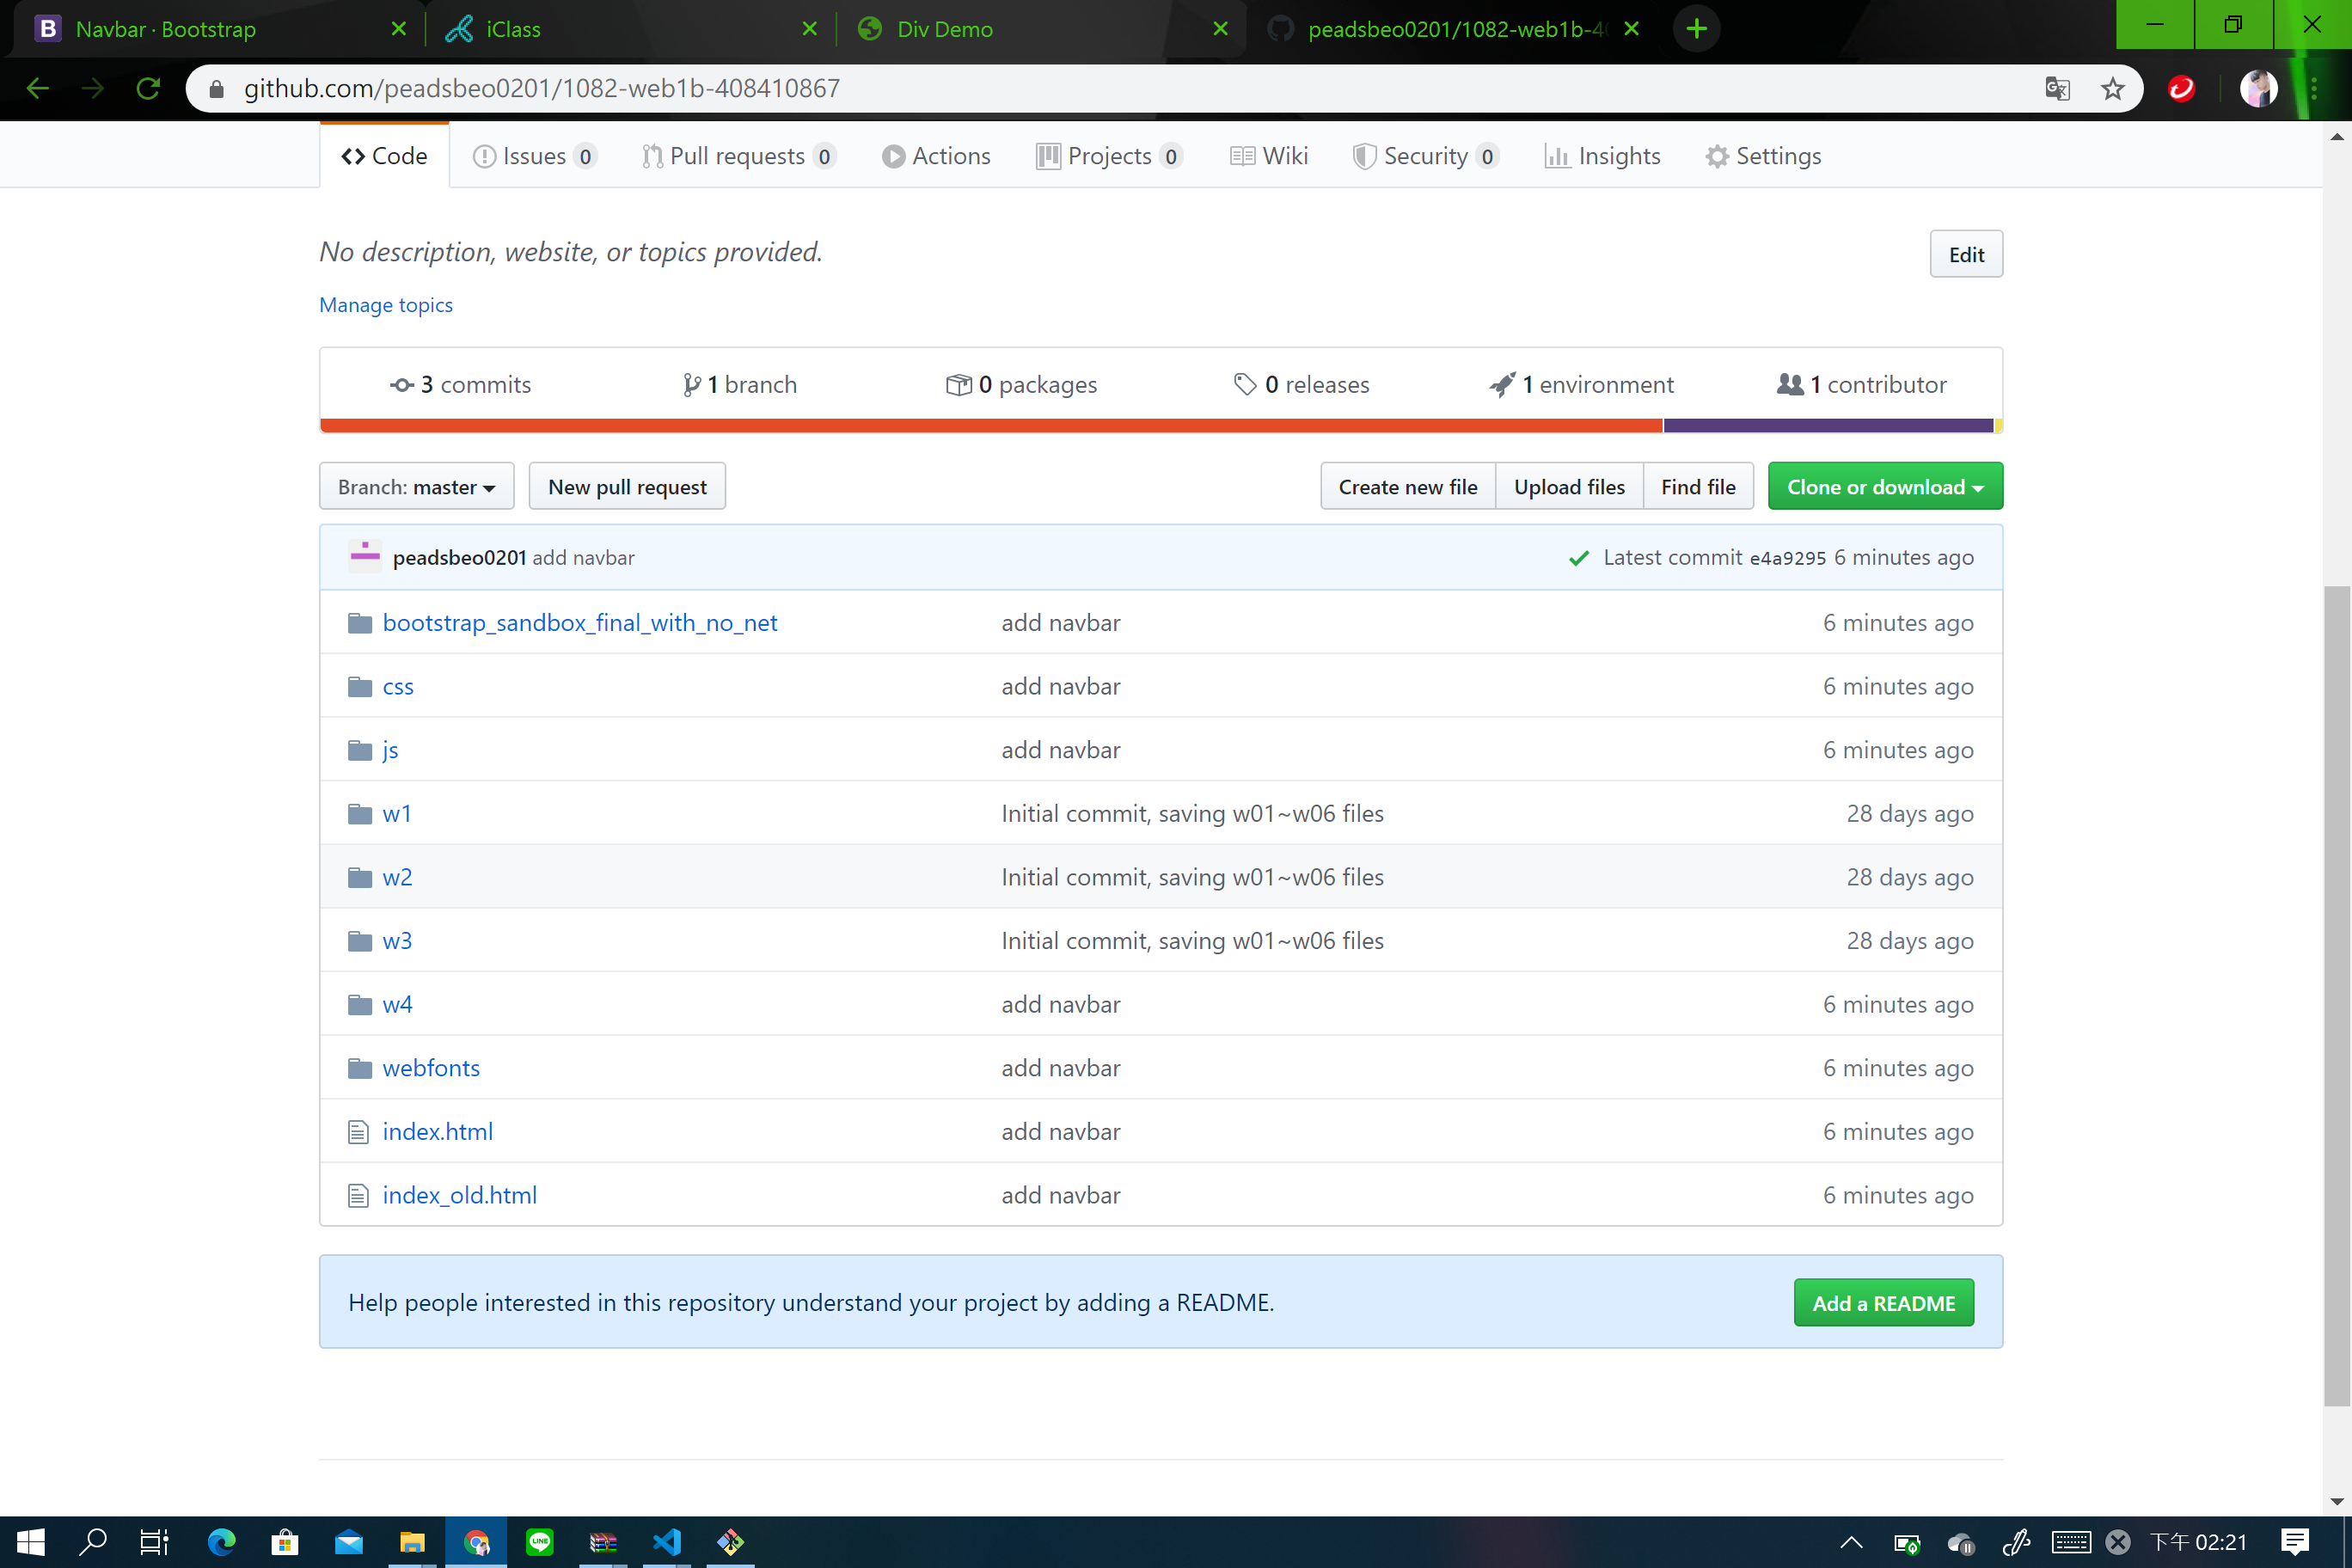 Navbar · Bootstrap
iClass
Div Demo
peadsbeo0201/1082-web1b-4
github.com/peadsbeo0201/1082-web1b-408410867
Code
Issues 0
Pull requests 0
Actions
Projects 0
Wiki
Security 0
Insights
Settings
No description, website, or topics provided.
Edit
Manage topics
3 commits
1 branch
0 packages
0 releases
1 environment
1 contributor
Branch: master
New pull request
Create new file
Upload files
Find file
Clone or download
peadsbeo0201 add navbar
Latest commit e4a9295 6 minutes ago
bootstrap_sandbox_final_with_no_net add navbar 6 minutes ago
css add navbar 6 minutes ago
js add navbar 6 minutes ago
w1 Initial commit, saving w01~w06 files 28 days ago
w2 Initial commit, saving w01~w06 files 28 days ago
w3 Initial commit, saving w01~w06 files 28 days ago
w4 add navbar 6 minutes ago
webfonts add navbar 6 minutes ago
index.html add navbar 6 minutes ago
index_old.html add navbar 6 minutes ago
Help people interested in this repository understand your project by adding a README.
Add a README
LINE
下午 02:21